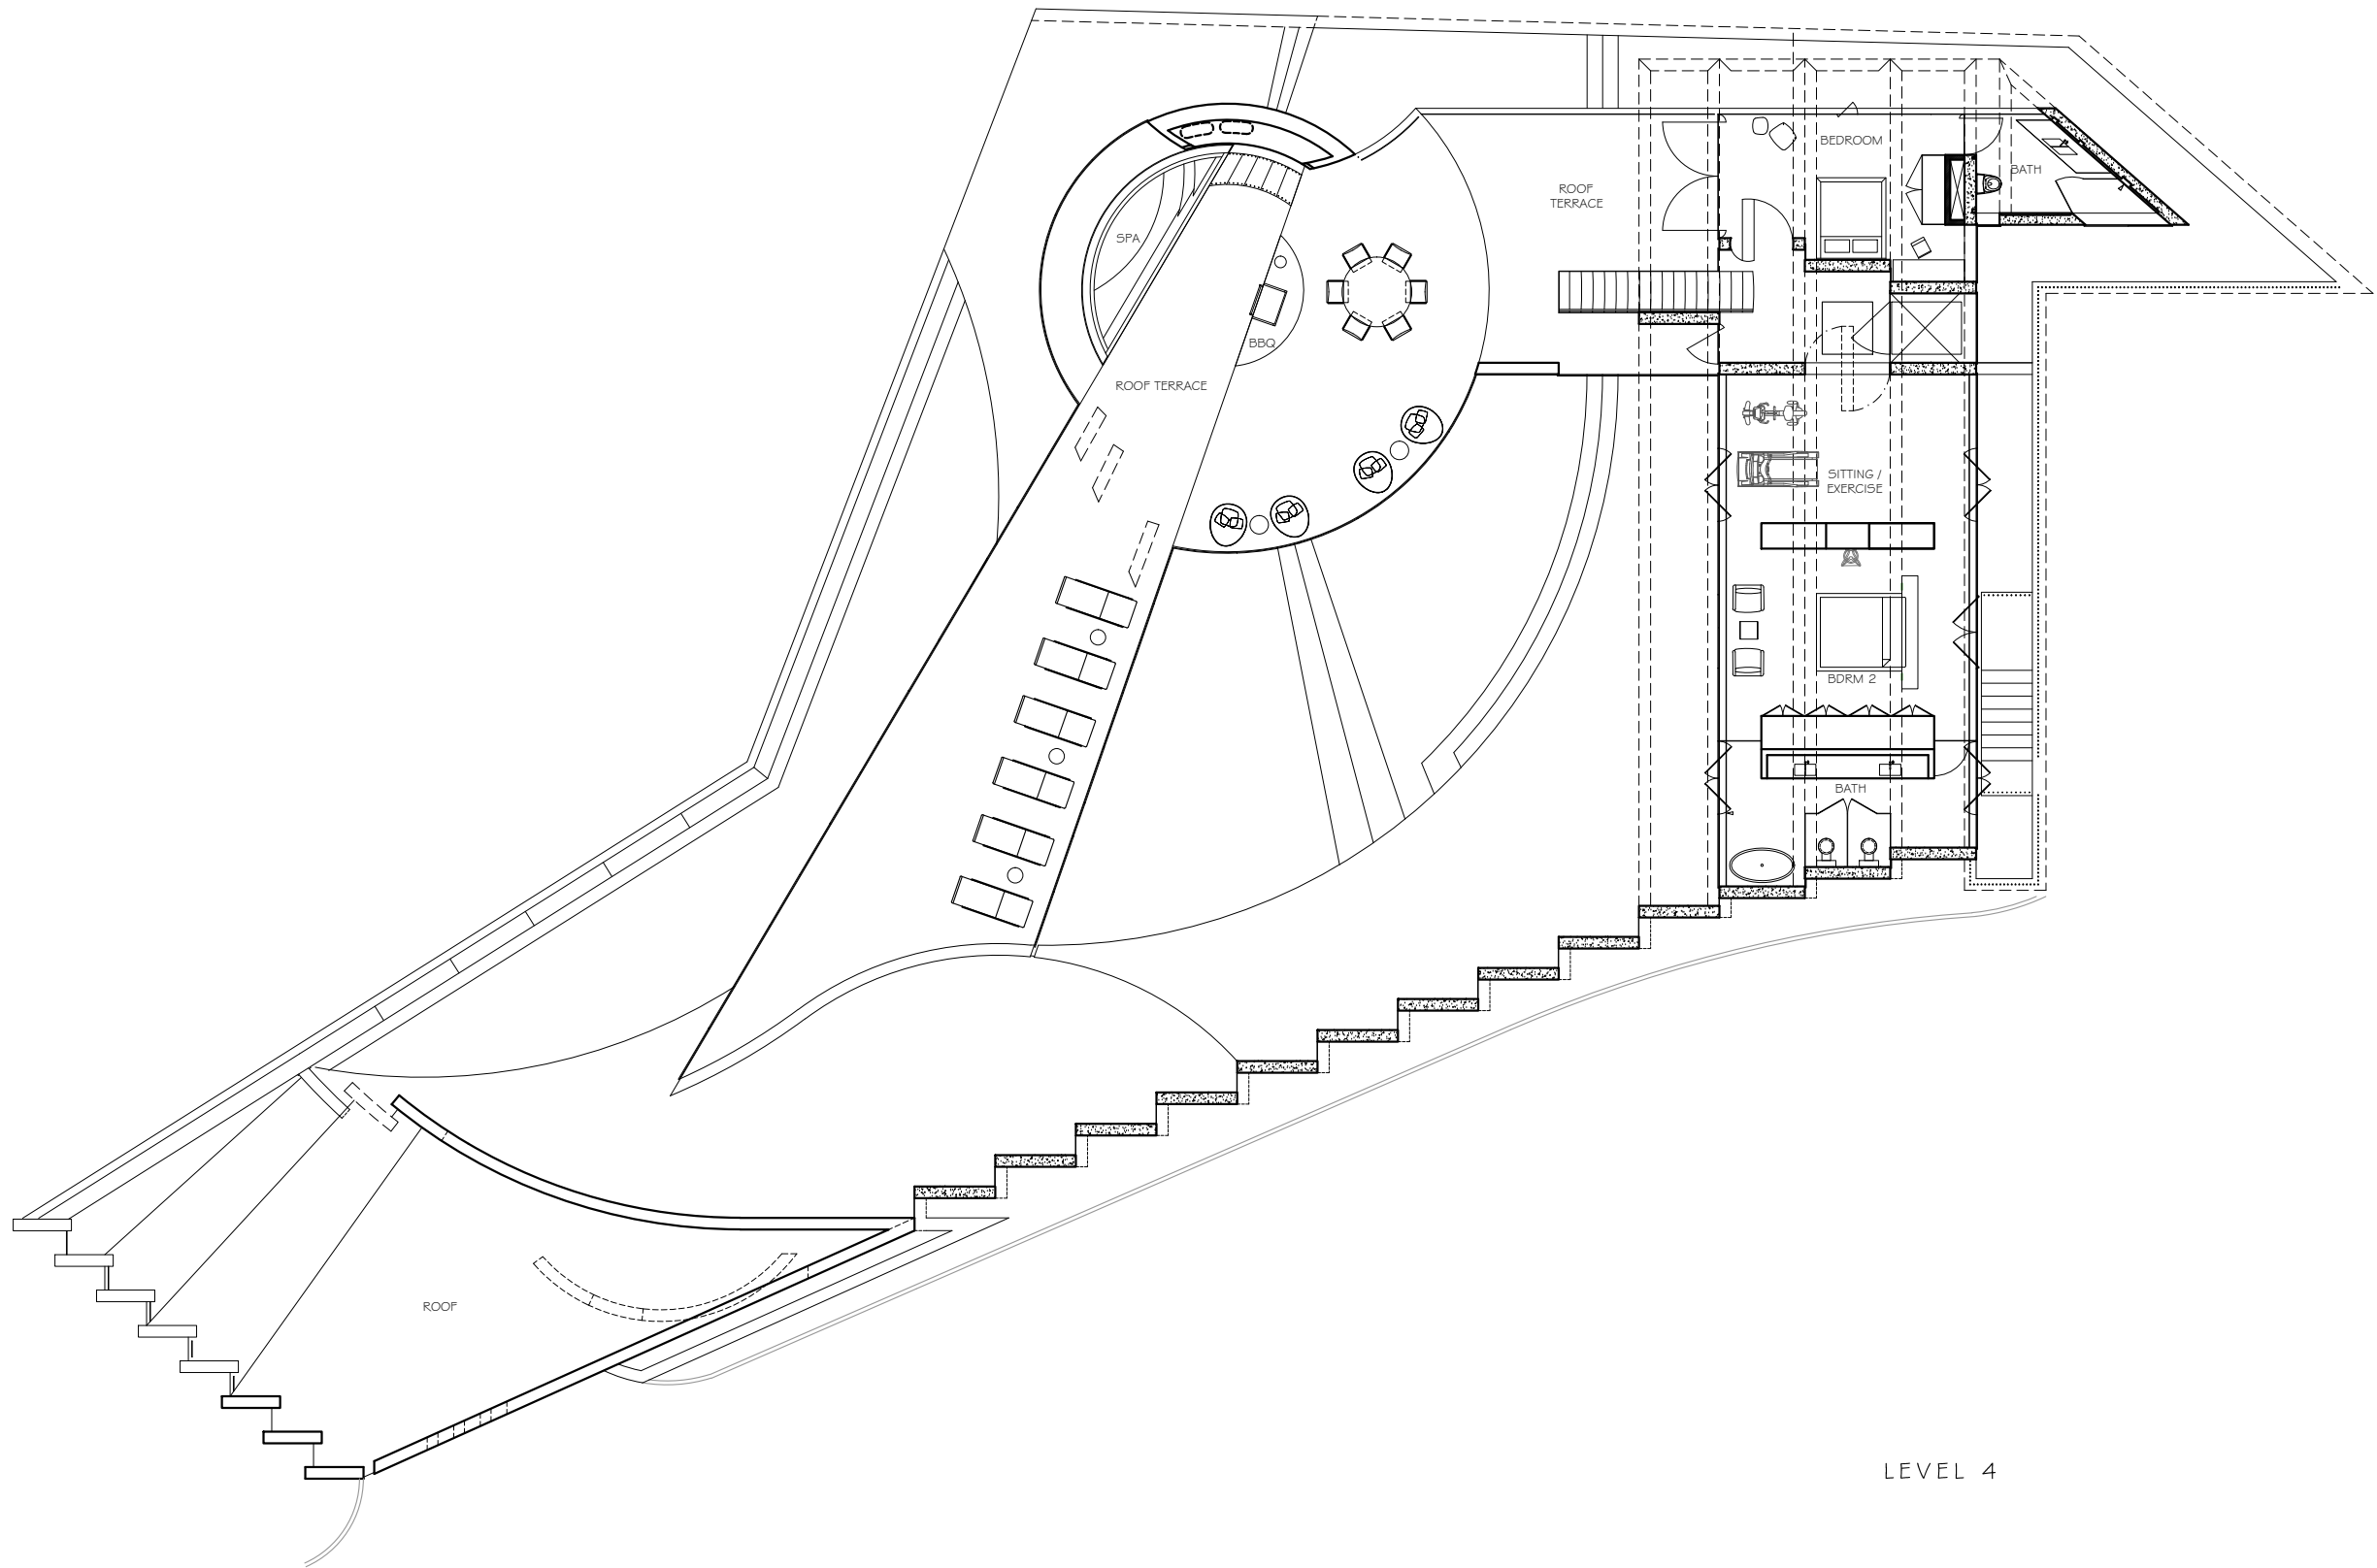 BEDROOM
BATH
ROOF
TERRACE
SPA
BBQ
ROOF TERRACE
SITTING /
EXERCISE
BDRM 2
BATH
ROOF
LEVEL 4